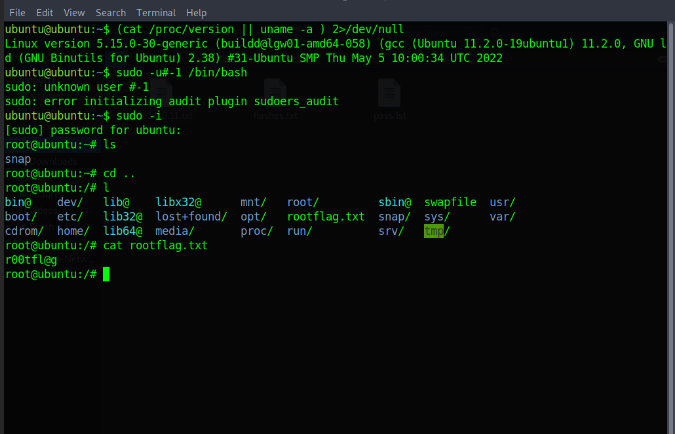 File Edit View Search Terminal Help
ubuntu@ubuntu:~$ (cat /proc/version || uname -a ) 2>/dev/null
Linux version 5.15.0-30-generic (buildd@lgw01-amd64-058) (gcc (Ubuntu 11.2.0-19ubuntu1) 11.2.0, GNU l
d (GNU Binutils for Ubuntu) 2.38) #31-Ubuntu SMP Thu May 5 10:00:34 UTC 2022
ubuntu@ubuntu:~$ sudo -u#-1 /bin/bash
sudo: unknown user #-1
sudo: error initializing audit plugin sudoers_audit
ubuntu@ubuntu:~$ sudo -i
[sudo] password for ubuntu:
root@ubuntu:~# ls
snap
root@ubuntu:~# cd ..
root@ubuntu:/# l
bin@ dev/ lib@ libx32@ mnt/ root/ sbin@ swapfile usr/
boot/ etc/ lib32@ lost+found/ opt/ rootflag.txt snap/ sys/ var/
cdrom/ home/ lib64@ media/ proc/ run/ srv/ tmp/
root@ubuntu:/# cat rootflag.txt
r00tfl@g
root@ubuntu:/#